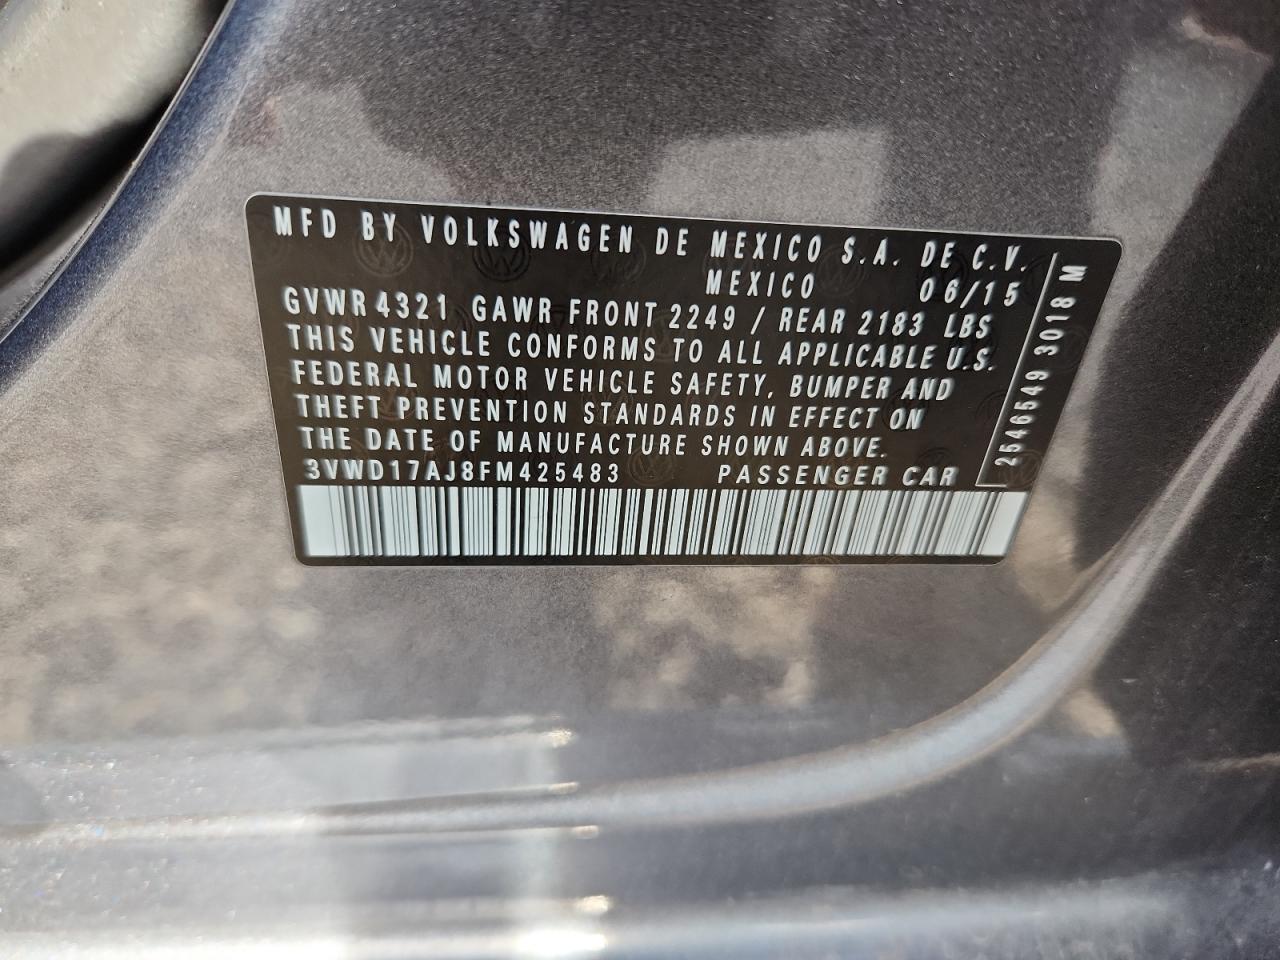 MFD BY VOLKSWAGEN DE MEXICO S.A. DE C.V.
MEXICO 06/15
GVWR 4321 GAWR FRONT 2249 / REAR 2183 LBS
THIS VEHICLE CONFORMS TO ALL APPLICABLE U.S.
FEDERAL MOTOR VEHICLE SAFETY, BUMPER AND
THEFT PREVENTION STANDARDS IN EFFECT ON
THE DATE OF MANUFACTURE SHOWN ABOVE.
3VWD17AJ8FM425483 PASSENGER CAR
2546549 3018 M